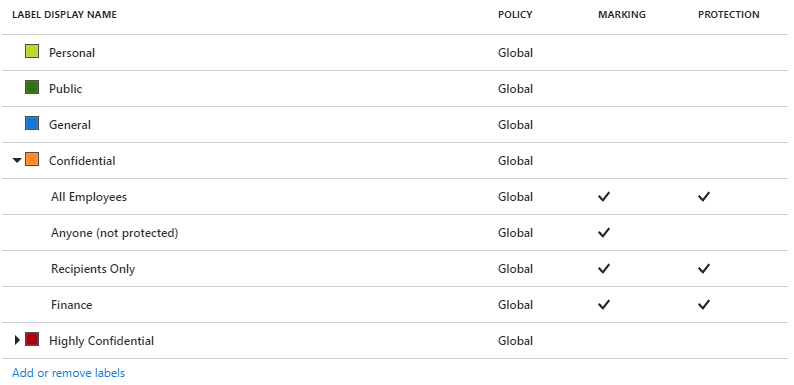 LABEL DISPLAY NAME POLICY MARKING PROTECTION
Personal Global
Public Global
General Global
Confidential Global
All Employees Global
Anyone (not protected) Global
Recipients Only Global
Finance Global
Highly Confidential Global
Add or remove labels